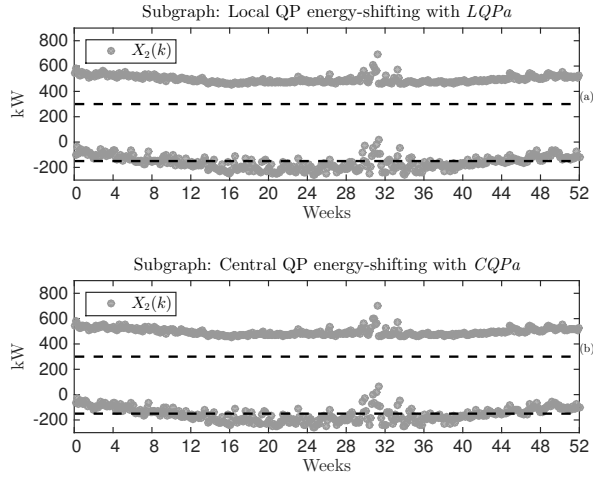 Subgraph: Local QP energy-shifting with LQPa
800
600
400
200
0
-200
kW
X₂(k)
(a)
0 4 8 12 16 20 24 28 32 36 40 44 48 52
Weeks
Subgraph: Central QP energy-shifting with CQPa
800
600
400
200
0
-200
kW
X₂(k)
(b)
0 4 8 12 16 20 24 28 32 36 40 44 48 52
Weeks